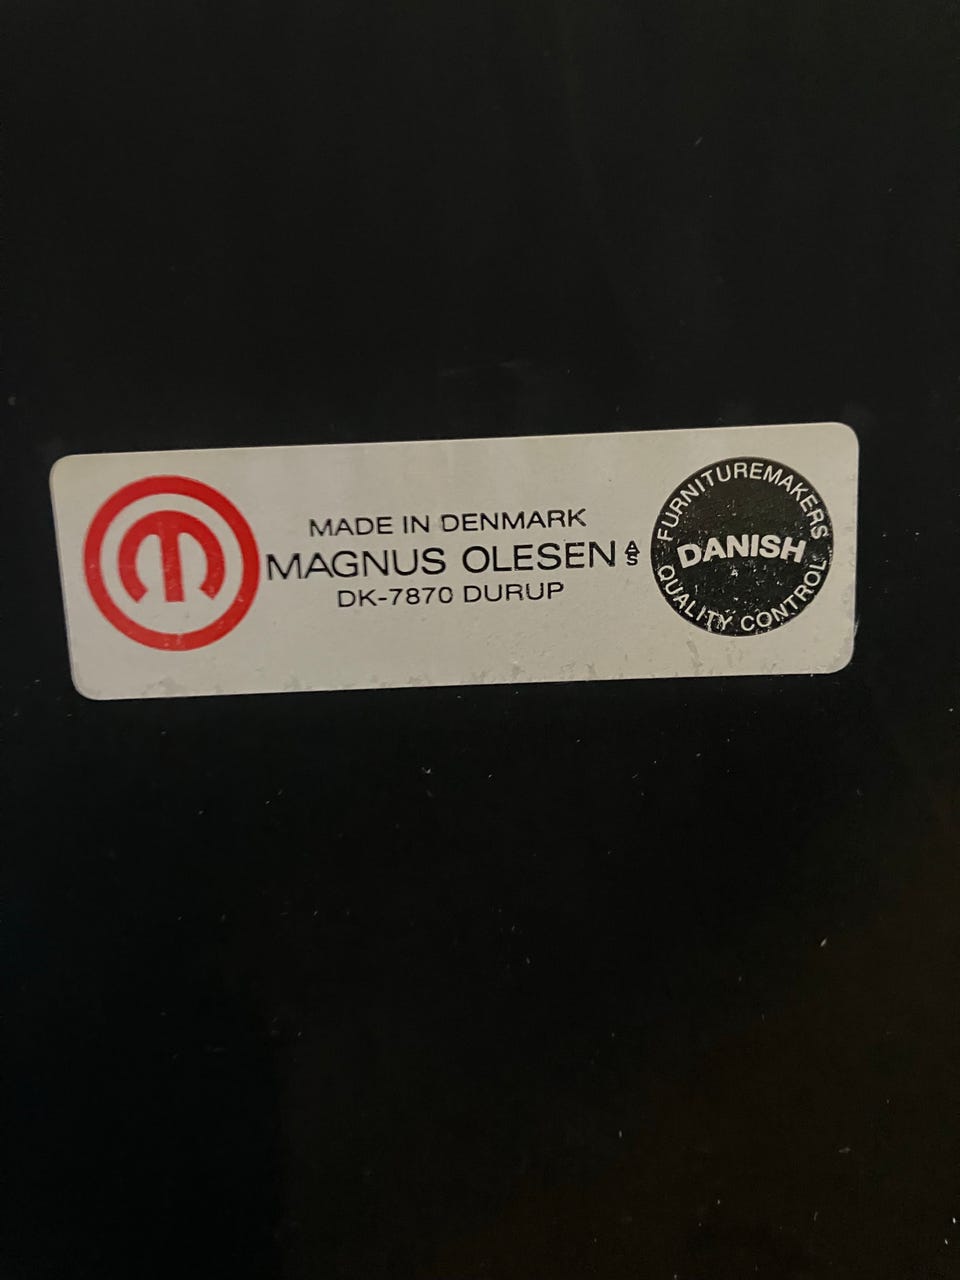 MADE IN DENMARK
MAGNUS OLESEN A/S
DK-7870 DURUP
FURNITUREMAKERS
DANISH
QUALITY CONTROL